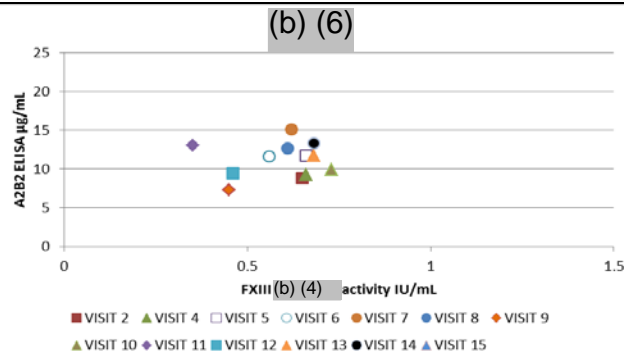 (b) (6)
25
20
15
10
5
0
A2B2 ELISA µg/mL
0 0.5 1 1.5
FXIII (b) (4) activity IU/mL
VISIT 2 VISIT 4 VISIT 5 VISIT 6 VISIT 7 VISIT 8 VISIT 9
VISIT 10 VISIT 11 VISIT 12 VISIT 13 VISIT 14 VISIT 15